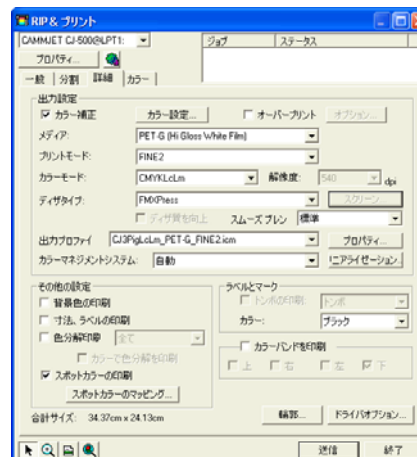 RIP & プリント
CAMMJET CJ-500@LPT1:
ジョブ ステータス
プロパティ...
一般 分割 詳細 カラー
出力設定
カラー補正 カラー設定... オーバープリント オプション...
メディア: PET-G (Hi Gloss White Film)
プリントモード: FINE2
カラーモード: CMYKLcLm 解像度: 540 dpi
ディザタイプ: FMXPress スクリーン
ディザ質を向上 スムーズ ブレン 標準
出力プロファイ CJ3PigLcLm_PET-G_FINE2.icm プロパティ...
カラーマネジメントシステム: 自動 リニアライゼーション...
その他の設定
背景色の印刷
寸法、ラベルの印刷
色分解印刷 全て
カラーで色分解を印刷
スポットカラーの印刷
スポットカラーのマッピング...
ラベルとマーク
トンボの印刷: トンボ
カラー: ブラック
カラーバンドを印刷
上 右 左 下
合計サイズ: 34.37cm x 24.13cm
輪郭... ドライバオプション...
送信 終了